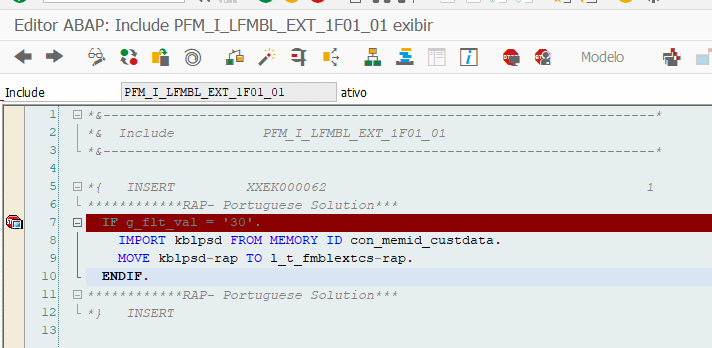 Editor ABAP: Include PFM_I_LFMBL_EXT_1F01_01 exibir
Modelo
Include PFM_I_LFMBL_EXT_1F01_01 ativo
1 *&---------------------------------------------------------------------*
2 *& Include PFM_I_LFMBL_EXT_1F01_01
3 *&---------------------------------------------------------------------*
4
5 *{ INSERT XXEK000062 1
6 ************RAP- Portuguese Solution***
7 IF g_flt_val = '30'.
8 IMPORT kblpsd FROM MEMORY ID con_memid_custdata.
9 MOVE kblpsd-rap TO l_t_fmblextcs-rap.
10 ENDIF.
11 ************RAP- Portuguese Solution***
12 *} INSERT
13